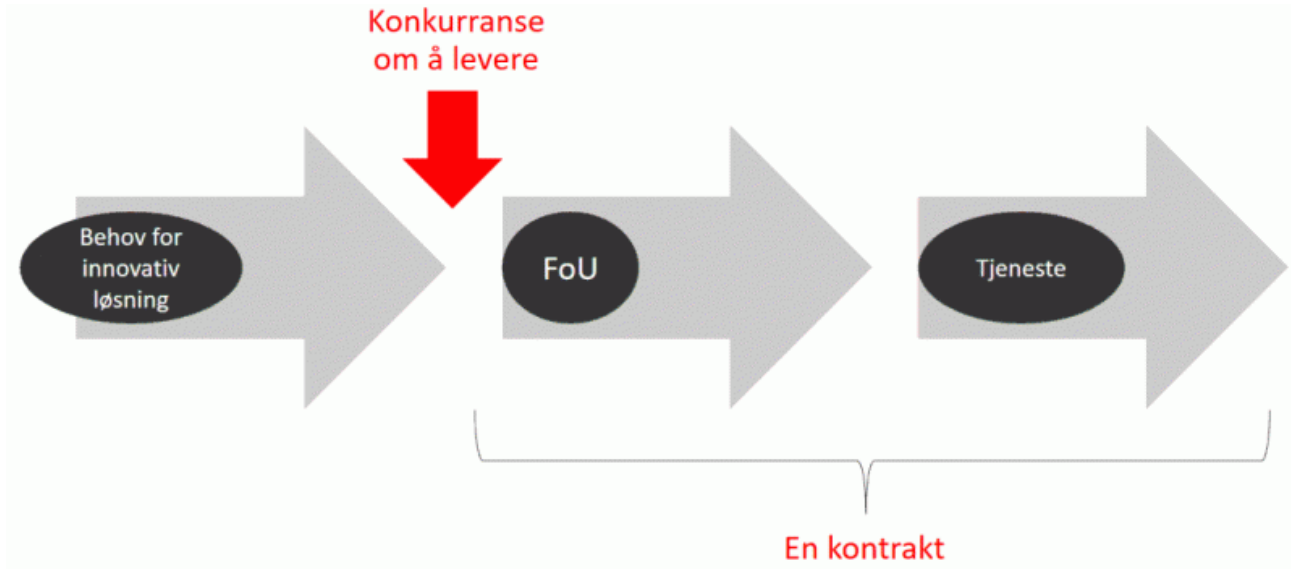 Konkurranse
om å levere
Behov for
innovativ
løsning
FoU
Tjeneste
En kontrakt